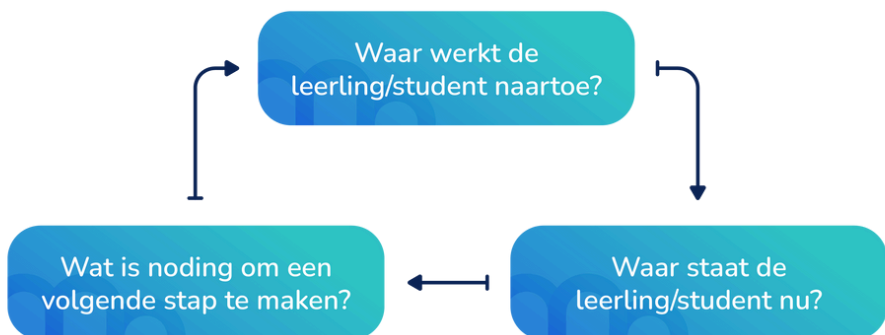 Waar werkt de
leerling/student naartoe?
Wat is noding om een
volgende stap te maken?
Waar staat de
leerling/student nu?